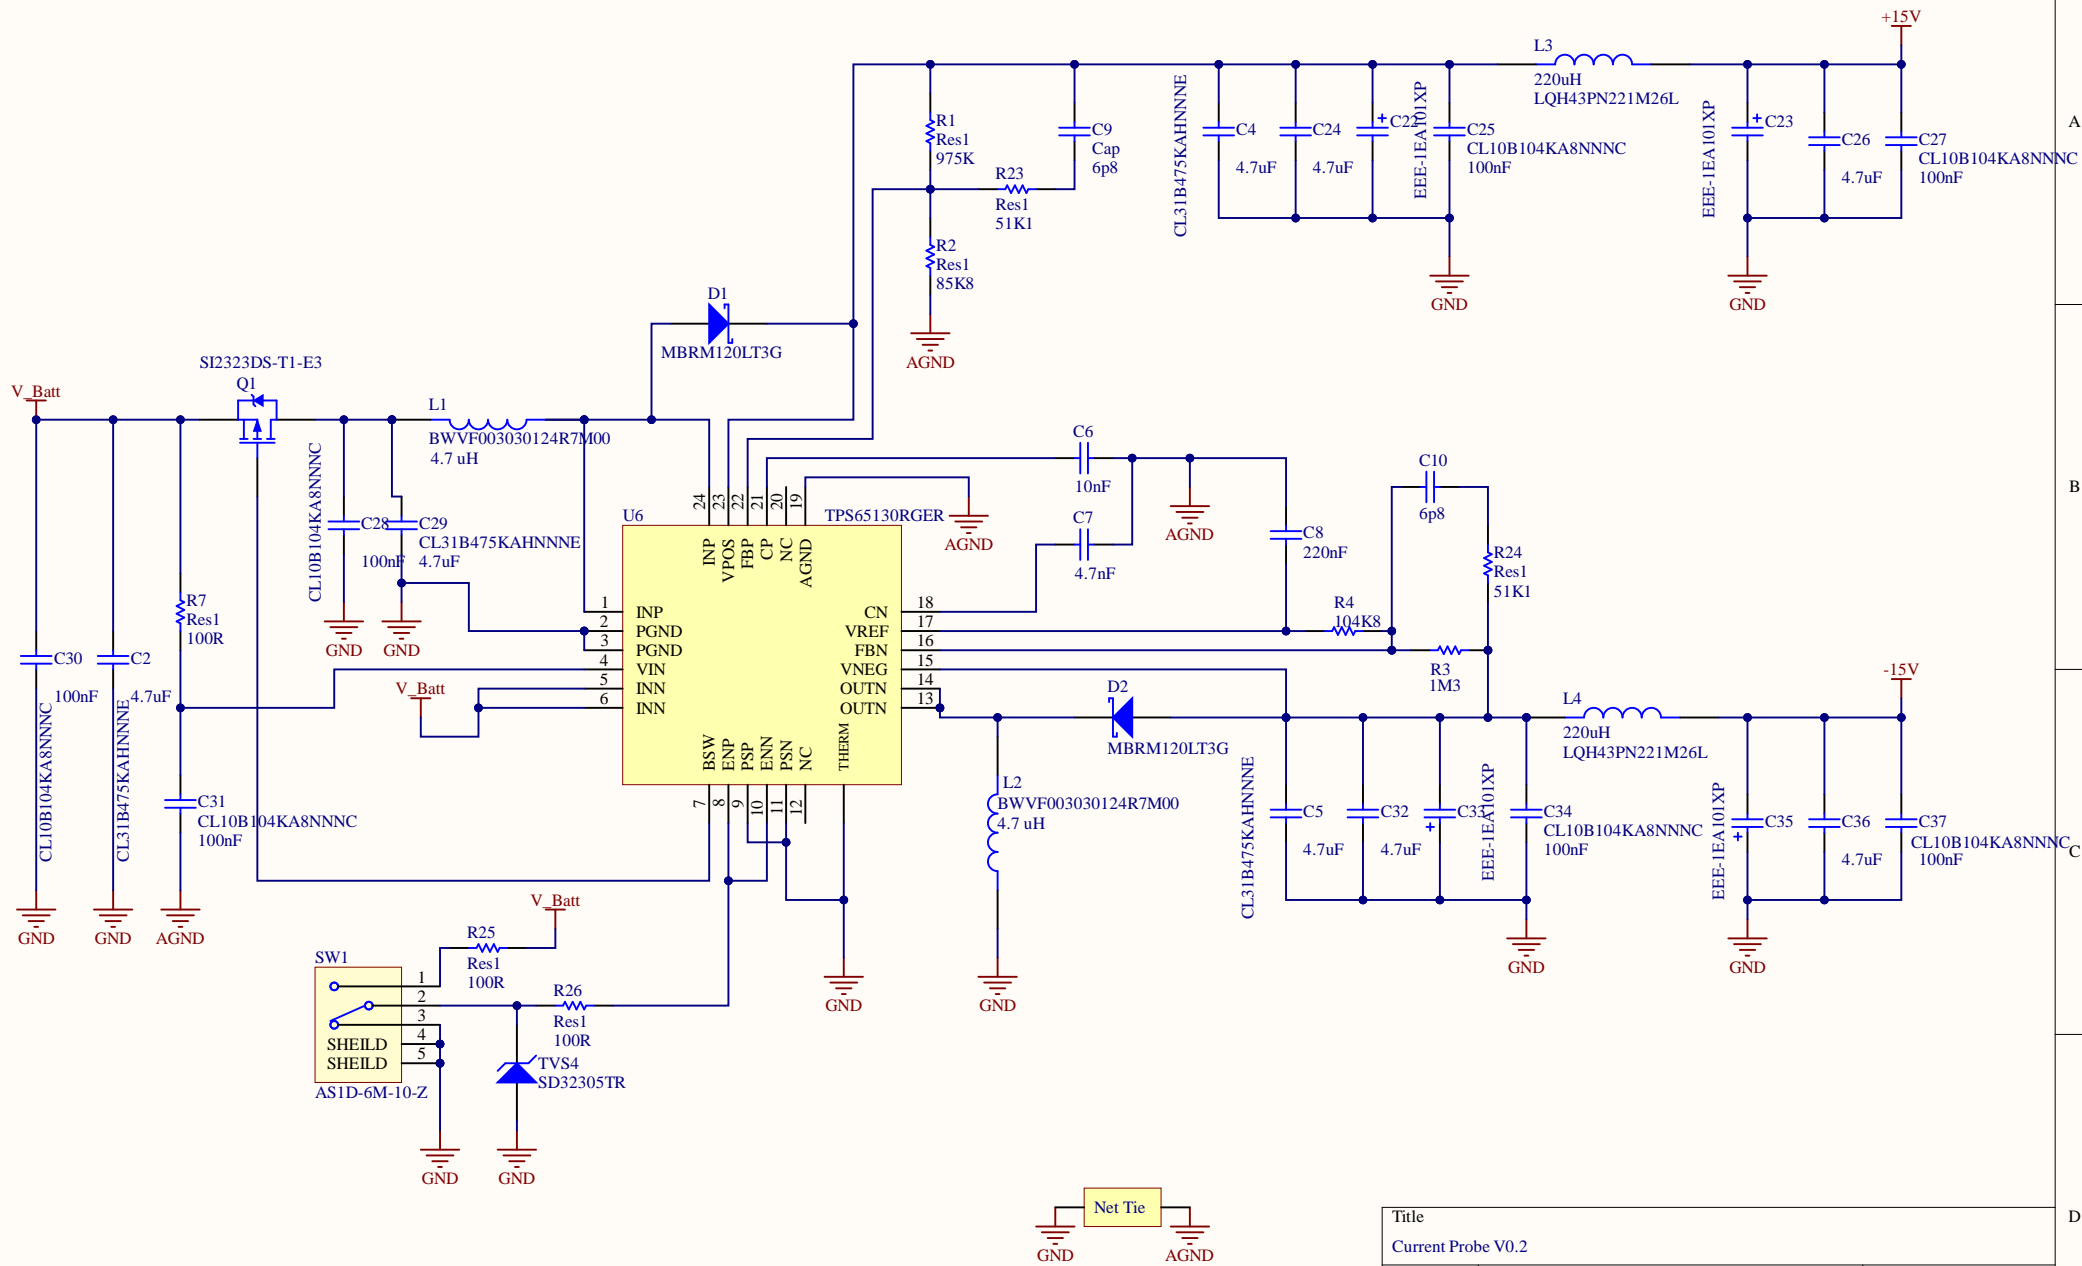 +15V
L3
220uH
LQH43PN221M26L
A
R1
Res1
975K
C9
Cap
6p8
CL31B475KAHNNNE
C4
4.7uF
C24
4.7uF
C22
EEE-1EA101XP
C25
CL10B104KA8NNNC
100nF
EEE-1EA101XP
C23
C26
4.7uF
C27
CL10B104KA8NNNC
100nF
R23
Res1
51K1
R2
Res1
85K8
GND
GND
AGND
D1
MBRM120LT3G
SI2323DS-T1-E3
Q1
V_Batt
L1
BWVF003030124R7M00
4.7 uH
CL10B104KA8NNNC
C28
100nF
C29
CL31B475KAHNNNE
4.7uF
GND
GND
C6
10nF
C7
4.7nF
AGND
AGND
C8
220nF
C10
6p8
R24
Res1
51K1
B
U6
TPS65130RGER
24
23
22
21
20
19
INP
VPOS
FBP
CP
NC
AGND
1
INP
2
PGND
3
PGND
4
VIN
5
INN
6
INN
CN
18
VREF
17
FBN
16
VNEG
15
OUTN
14
OUTN
13
BSW
ENP
PSP
ENN
PSN
NC
THERM
7
8
9
10
11
12
R4
104K8
R3
1M3
R7
Res1
100R
C30
100nF
CL10B104KA8NNNC
C2
4.7uF
CL31B475KAHNNNE
C31
CL10B104KA8NNNC
100nF
GND
GND
AGND
V_Batt
D2
MBRM120LT3G
L2
BWVF003030124R7M00
4.7 uH
GND
GND
L4
220uH
LQH43PN221M26L
-15V
CL31B475KAHNNNE
C5
4.7uF
C32
4.7uF
C33
EEE-1EA101XP
C34
CL10B104KA8NNNC
100nF
EEE-1EA101XP
C35
C36
4.7uF
C37
CL10B104KA8NNNC
100nF
C
GND
GND
V_Batt
R25
Res1
100R
SW1
1
2
3
4
5
SHEILD
SHEILD
AS1D-6M-10-Z
R26
Res1
100R
TVS4
SD32305TR
GND
GND
Net Tie
GND
AGND
D
Title
Current Probe V0.2